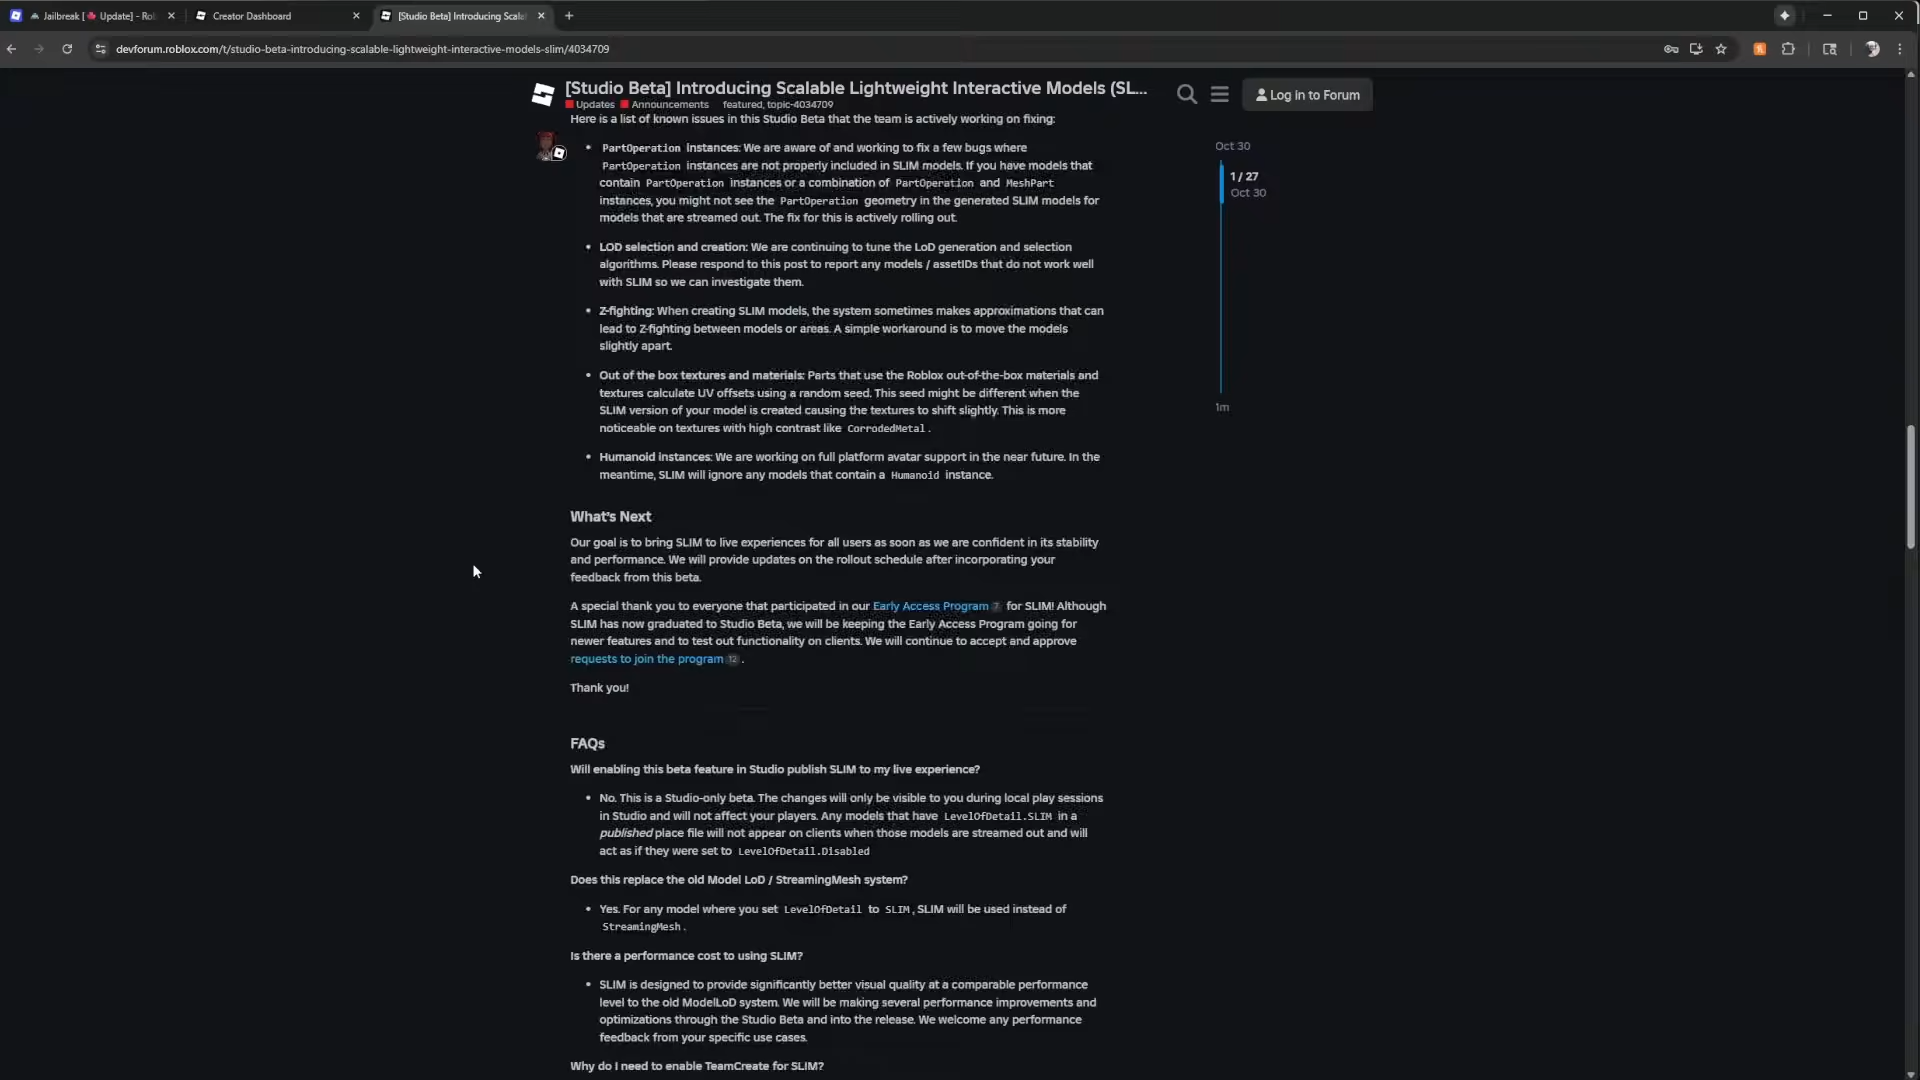 Jailbreak [🍁 Update] - Ro
Creator Dashboard
[Studio Beta] Introducing Scala
devforum.roblox.com/t/studio-beta-introducing-scalable-lightweight-interactive-models-slim/4034709
[Studio Beta] Introducing Scalable Lightweight Interactive Models (SL...
Updates Announcements featured, topic-4034709
Log In to Forum
Here is a list of known issues in this Studio Beta that the team is actively working on fixing:
• PartOperation instances: We are aware of and working to fix a few bugs where
PartOperation instances are not properly included in SLIM models. If you have models that
contain PartOperation instances or a combination of PartOperation and MeshPart
instances, you might not see the PartOperation geometry in the generated SLIM models for
models that are streamed out. The fix for this is actively rolling out.
• LOD selection and creation: We are continuing to tune the LoD generation and selection
algorithms. Please respond to this post to report any models / assetIDs that do not work well
with SLIM so we can investigate them.
• Z-fighting: When creating SLIM models, the system sometimes makes approximations that can
lead to Z-fighting between models or areas. A simple workaround is to move the models
slightly apart.
• Out of the box textures and materials: Parts that use the Roblox out-of-the-box materials and
textures calculate UV offsets using a random seed. This seed might be different when the
SLIM version of your model is created causing the textures to shift slightly. This is more
noticeable on textures with high contrast like CorrodedMetal.
• Humanoid instances: We are working on full platform avatar support in the near future. In the
meantime, SLIM will ignore any models that contain a Humanoid instance.
What's Next
Our goal is to bring SLIM to live experiences for all users as soon as we are confident in its stability
and performance. We will provide updates on the rollout schedule after incorporating your
feedback from this beta.
A special thank you to everyone that participated in our Early Access Program 7 for SLIM! Although
SLIM has now graduated to Studio Beta, we will be keeping the Early Access Program going for
newer features and to test out functionality on clients. We will continue to accept and approve
requests to join the program 12 .
Thank you!
FAQs
Will enabling this beta feature in Studio publish SLIM to my live experience?
• No. This is a Studio-only beta. The changes will only be visible to you during local play sessions
in Studio and will not affect your players. Any models that have LevelOfDetail.SLIM in a
published place file will not appear on clients when those models are streamed out and will
act as if they were set to LevelOfDetail.Disabled
Does this replace the old Model LoD / StreamingMesh system?
• Yes. For any model where you set LevelOfDetail to SLIM, SLIM will be used instead of
StreamingMesh.
Is there a performance cost to using SLIM?
• SLIM is designed to provide significantly better visual quality at a comparable performance
level to the old ModelLoD system. We will be making several performance improvements and
optimizations through the Studio Beta and into the release. We welcome any performance
feedback from your specific use cases.
Why do I need to enable TeamCreate for SLIM?
Oct 30
1 / 27
Oct 30
1m